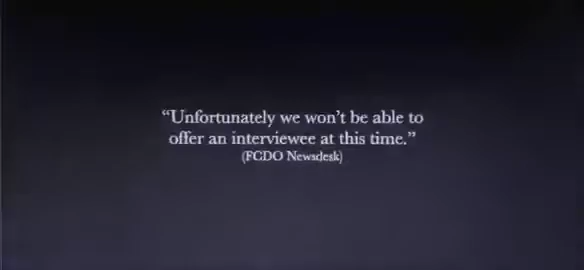 “Unfortunately we won’t be able to
offer an interviewee at this time.”
(FCDO Newsdesk)